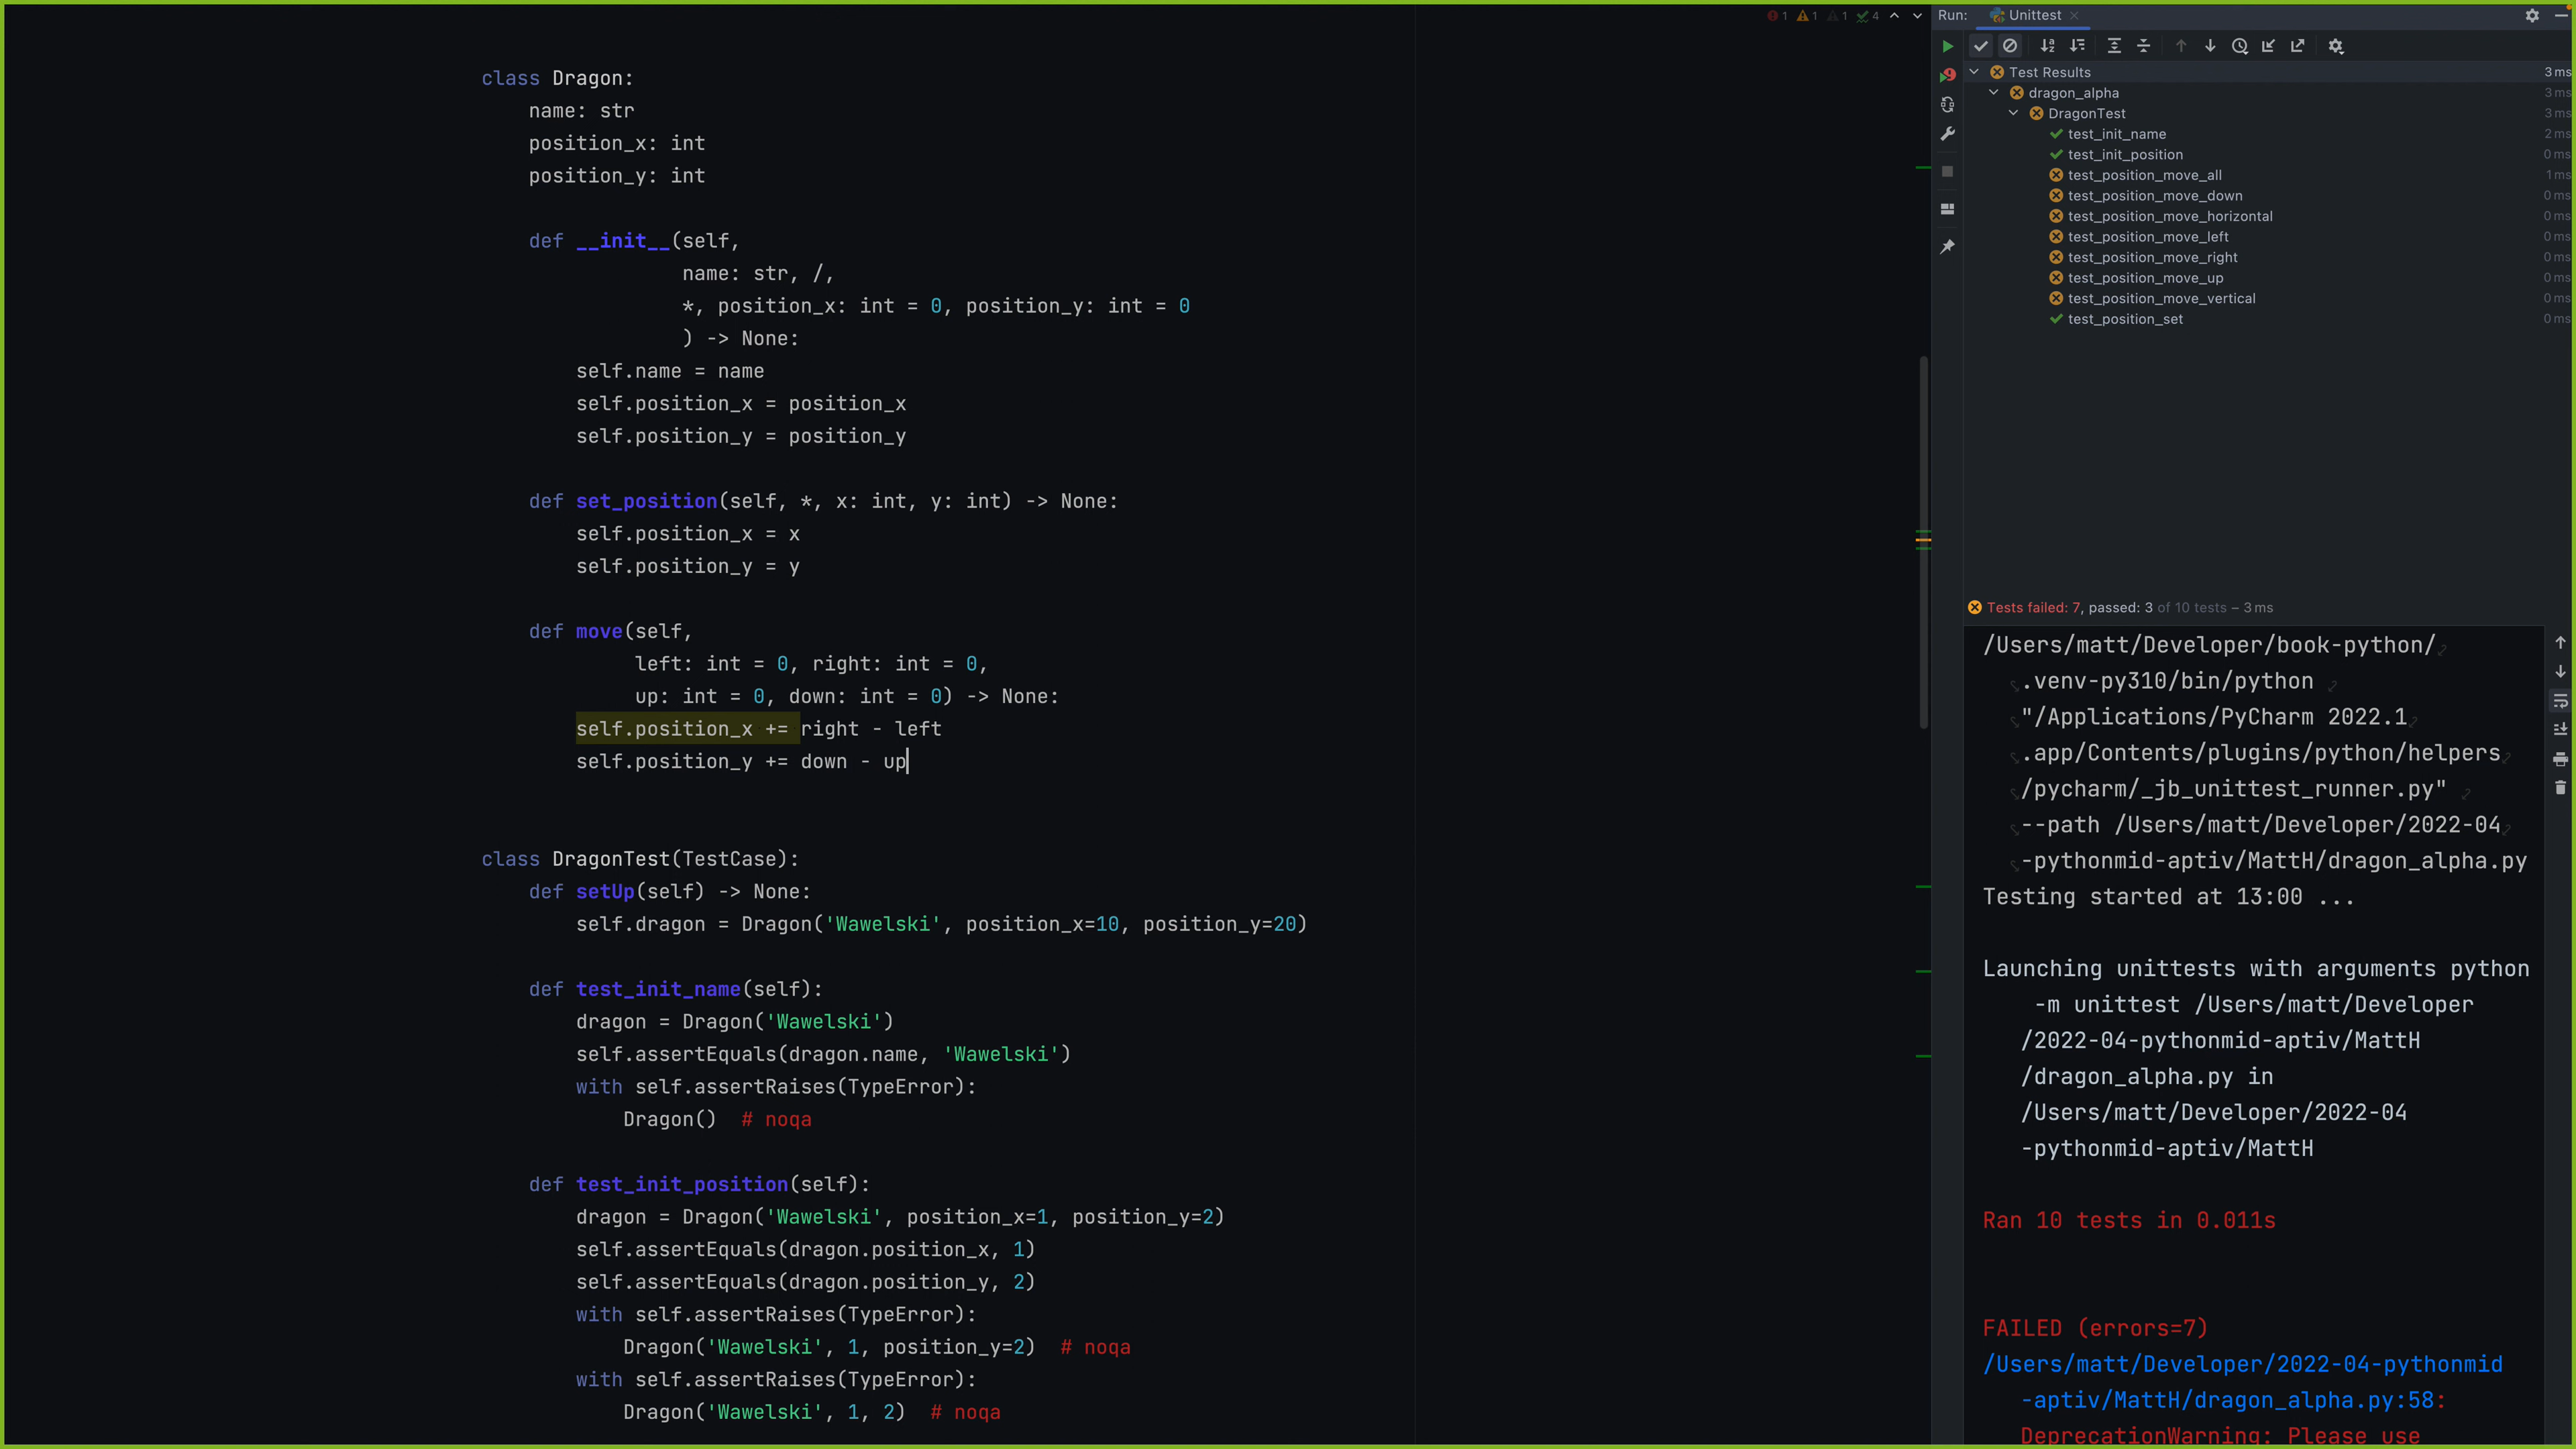 class Dragon:
    name: str
    position_x: int
    position_y: int

    def __init__(self,
                 name: str, /,
                 *, position_x: int = 0, position_y: int = 0
                 ) -> None:
        self.name = name
        self.position_x = position_x
        self.position_y = position_y

    def set_position(self, *, x: int, y: int) -> None:
        self.position_x = x
        self.position_y = y

    def move(self,
             left: int = 0, right: int = 0,
             up: int = 0, down: int = 0) -> None:
        self.position_x += right - left
        self.position_y += down - up


class DragonTest(TestCase):
    def setUp(self) -> None:
        self.dragon = Dragon('Wawelski', position_x=10, position_y=20)

    def test_init_name(self):
        dragon = Dragon('Wawelski')
        self.assertEquals(dragon.name, 'Wawelski')
        with self.assertRaises(TypeError):
            Dragon()  # noqa

    def test_init_position(self):
        dragon = Dragon('Wawelski', position_x=1, position_y=2)
        self.assertEquals(dragon.position_x, 1)
        self.assertEquals(dragon.position_y, 2)
        with self.assertRaises(TypeError):
            Dragon('Wawelski', 1, position_y=2)  # noqa
        with self.assertRaises(TypeError):
            Dragon('Wawelski', 1, 2)  # noqa
1 1 1 4
Run: Unittest
Test Results 3 ms
dragon_alpha 3 ms
DragonTest 3 ms
test_init_name 2 ms
test_init_position 0 ms
test_position_move_all 1 ms
test_position_move_down 0 ms
test_position_move_horizontal 0 ms
test_position_move_left 0 ms
test_position_move_right 0 ms
test_position_move_up 0 ms
test_position_move_vertical 0 ms
test_position_set 0 ms
Tests failed: 7, passed: 3 of 10 tests – 3 ms
/Users/matt/Developer/book-python/
.venv-py310/bin/python
"/Applications/PyCharm 2022.1
.app/Contents/plugins/python/helpers
/pycharm/_jb_unittest_runner.py"
--path /Users/matt/Developer/2022-04
-pythonmid-aptiv/MattH/dragon_alpha.py
Testing started at 13:00 ...

Launching unittests with arguments python
-m unittest /Users/matt/Developer
/2022-04-pythonmid-aptiv/MattH
/dragon_alpha.py in
/Users/matt/Developer/2022-04
-pythonmid-aptiv/MattH

Ran 10 tests in 0.011s

FAILED (errors=7)
/Users/matt/Developer/2022-04-pythonmid
-aptiv/MattH/dragon_alpha.py:58:
DeprecationWarning: Please use